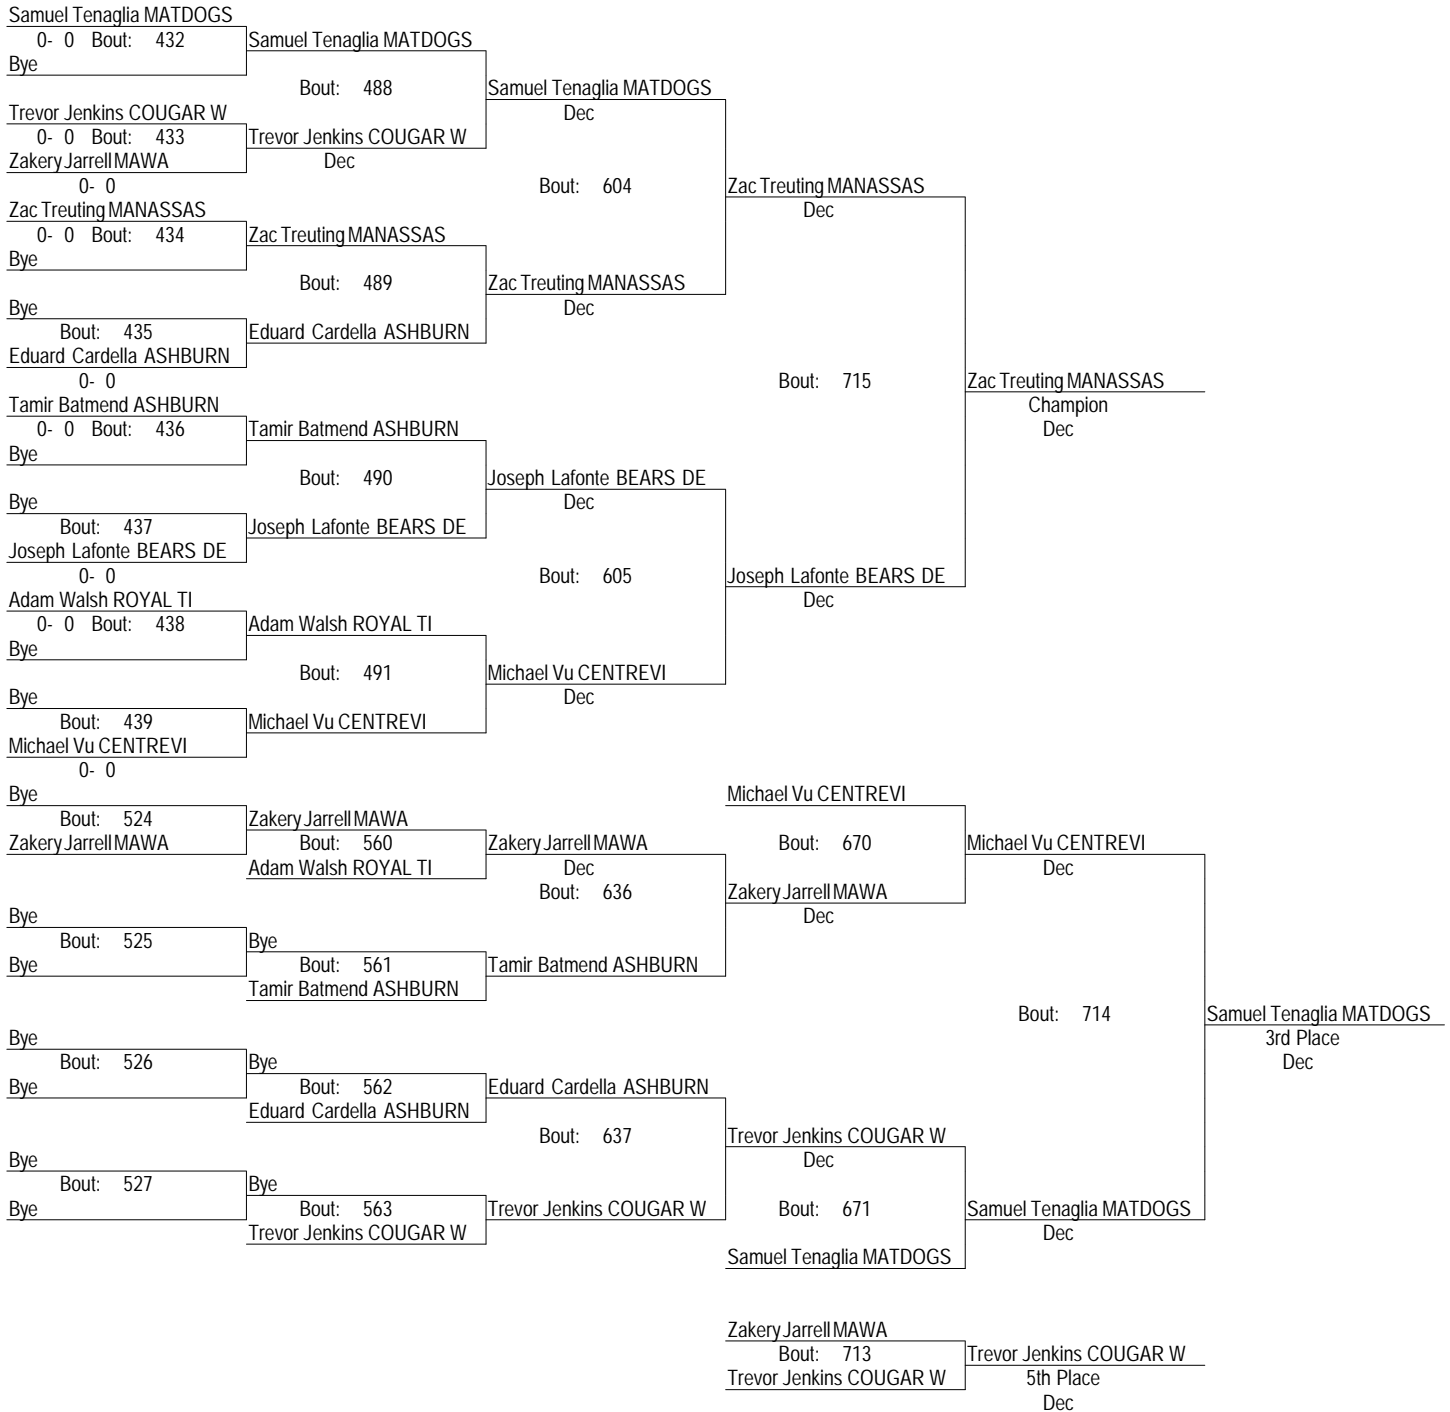 Samuel Tenaglia MATDOGS
0- 0 Bout: 432 Samuel Tenaglia MATDOGS
Bye
Bout: 488 Samuel Tenaglia MATDOGS
Trevor Jenkins COUGAR W Dec
0- 0 Bout: 433 Trevor Jenkins COUGAR W
Zakery Jarrell MAWA Dec
0- 0 Bout: 604 Zac Treuting MANASSAS
Zac Treuting MANASSAS Dec
0- 0 Bout: 434 Zac Treuting MANASSAS
Bye
Bout: 489 Zac Treuting MANASSAS
Bye Dec
Bout: 435 Eduard Cardella ASHBURN
Eduard Cardella ASHBURN
0- 0 Bout: 715 Zac Treuting MANASSAS
Tamir Batmend ASHBURN Champion
0- 0 Bout: 436 Tamir Batmend ASHBURN Dec
Bye
Bout: 490 Joseph Lafonte BEARS DE
Bye Dec
Bout: 437 Joseph Lafonte BEARS DE
Joseph Lafonte BEARS DE
0- 0 Bout: 605 Joseph Lafonte BEARS DE
Adam Walsh ROYAL TI Dec
0- 0 Bout: 438 Adam Walsh ROYAL TI
Bye
Bout: 491 Michael Vu CENTREVI
Bye Dec
Bout: 439 Michael Vu CENTREVI
Michael Vu CENTREVI
0- 0
Bye Michael Vu CENTREVI
Bout: 524 Zakery Jarrell MAWA
Zakery Jarrell MAWA Bout: 560 Zakery Jarrell MAWA Bout: 670 Michael Vu CENTREVI
Adam Walsh ROYAL TI Dec Dec
Bout: 636 Zakery Jarrell MAWA
Bye Dec
Bout: 525 Bye
Bye Bout: 561 Tamir Batmend ASHBURN
Tamir Batmend ASHBURN
Bout: 714 Samuel Tenaglia MATDOGS
Bye 3rd Place
Bout: 526 Bye Dec
Bye Bout: 562 Eduard Cardella ASHBURN
Eduard Cardella ASHBURN
Bout: 637 Trevor Jenkins COUGAR W
Bye Dec
Bout: 527 Bye
Bye Bout: 563 Trevor Jenkins COUGAR W Bout: 671 Samuel Tenaglia MATDOGS
Trevor Jenkins COUGAR W Dec
Samuel Tenaglia MATDOGS
Zakery Jarrell MAWA
Bout: 713 Trevor Jenkins COUGAR W
Trevor Jenkins COUGAR W 5th Place
Dec